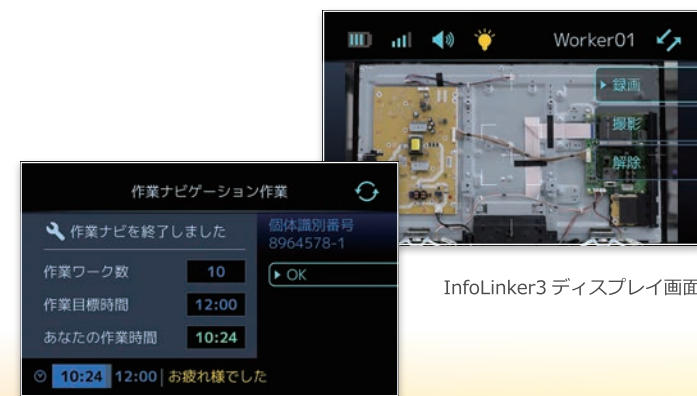 Worker01
録画
撮影
解除
InfoLinker3 ディスプレイ画面
作業ナビゲーション作業
作業ナビを終了しました
作業ワーク数 10
作業目標時間 12:00
あなたの作業時間 10:24
個体識別番号
8964578-1
OK
10:24 12:00 お疲れ様でした